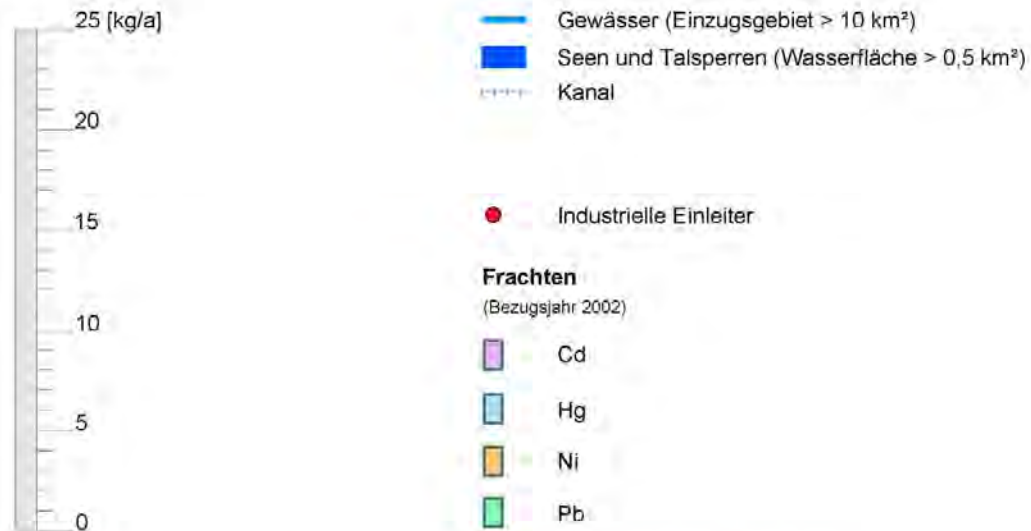 25 [kg/a]
20
15
10
5
0
Gewässer (Einzugsgebiet > 10 km²)
Seen und Talsperren (Wasserfläche > 0,5 km²)
Kanal
Industrielle Einleiter
Frachten
(Bezugsjahr 2002)
Cd
Hg
Ni
Pb